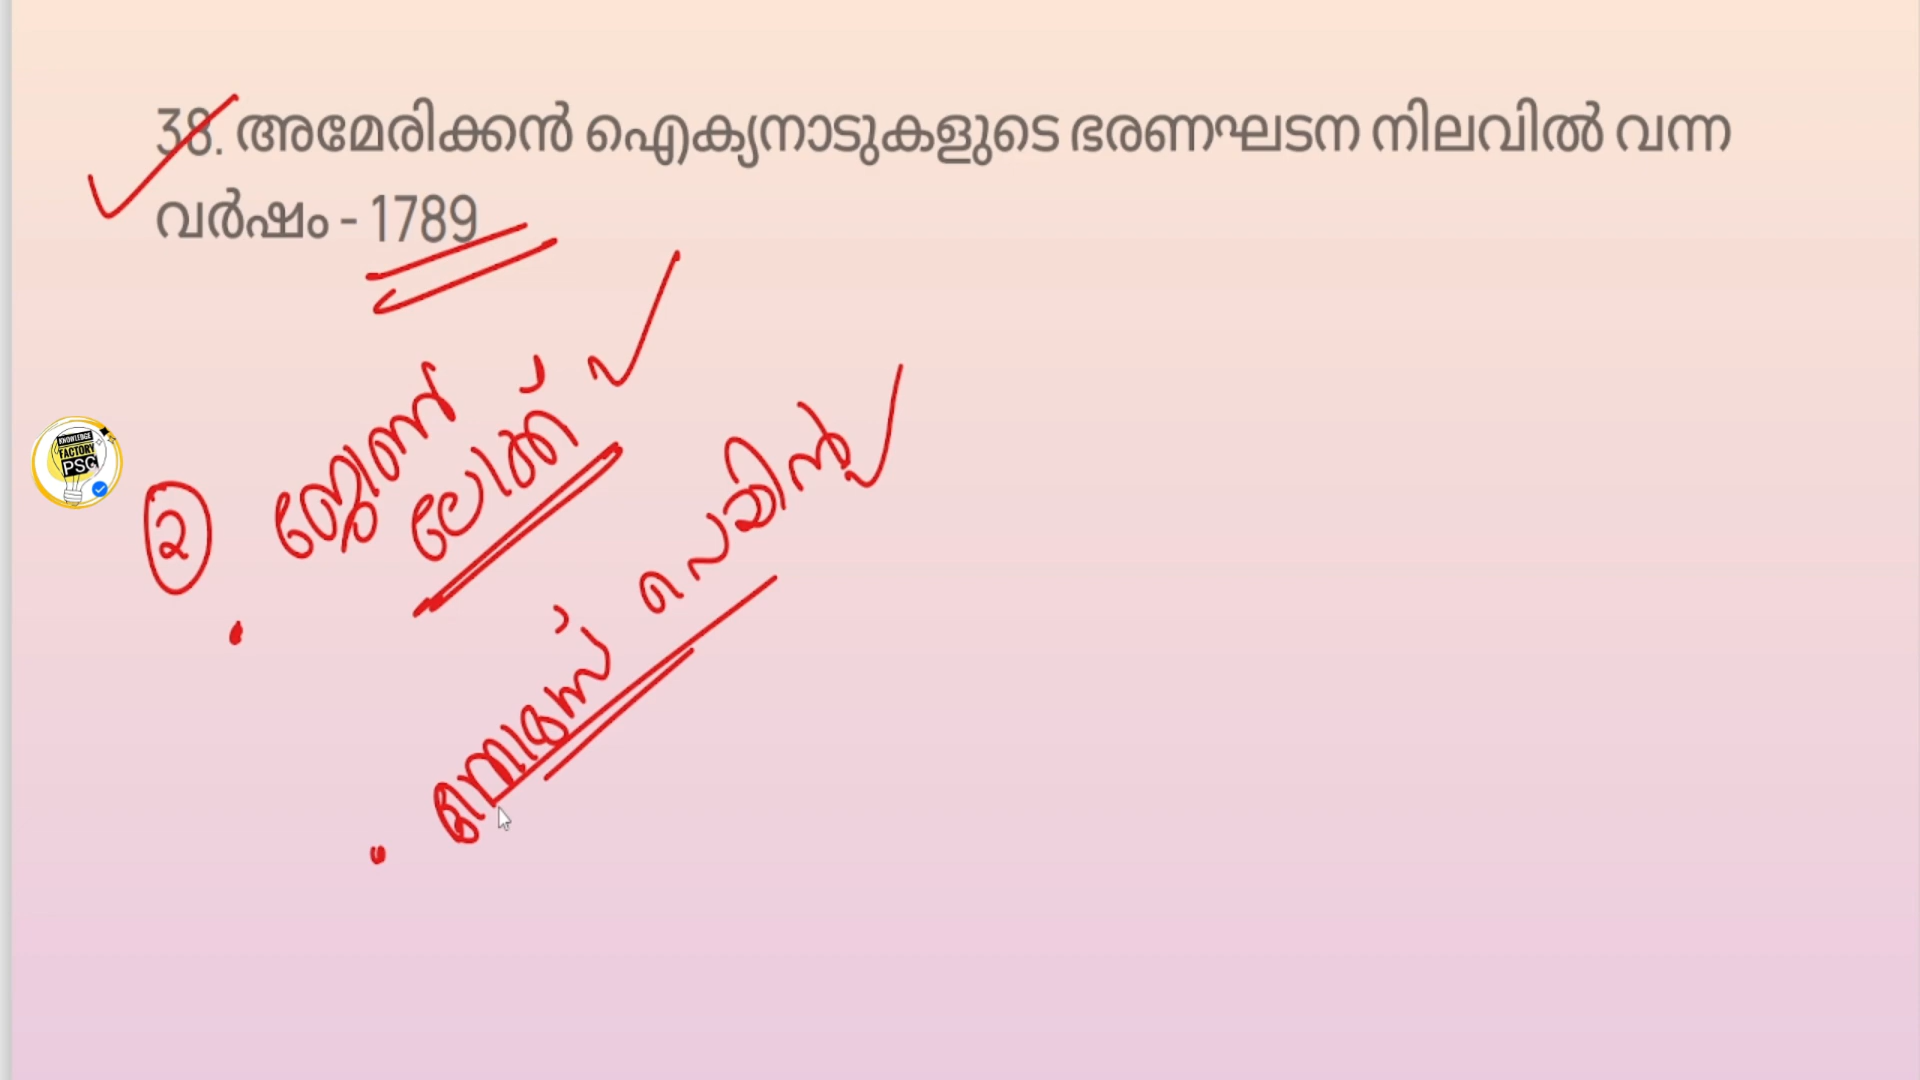 38. അമേരിക്കൻ ഐക്യനാടുകളുടെ ഭരണഘടന നിലവിൽ വന്ന
വർഷം - 1789
KNOWLEDGE
FACTORY
PSC
2
ജോൺ
ലോക്ക്
തോമസ് പെയിൻ